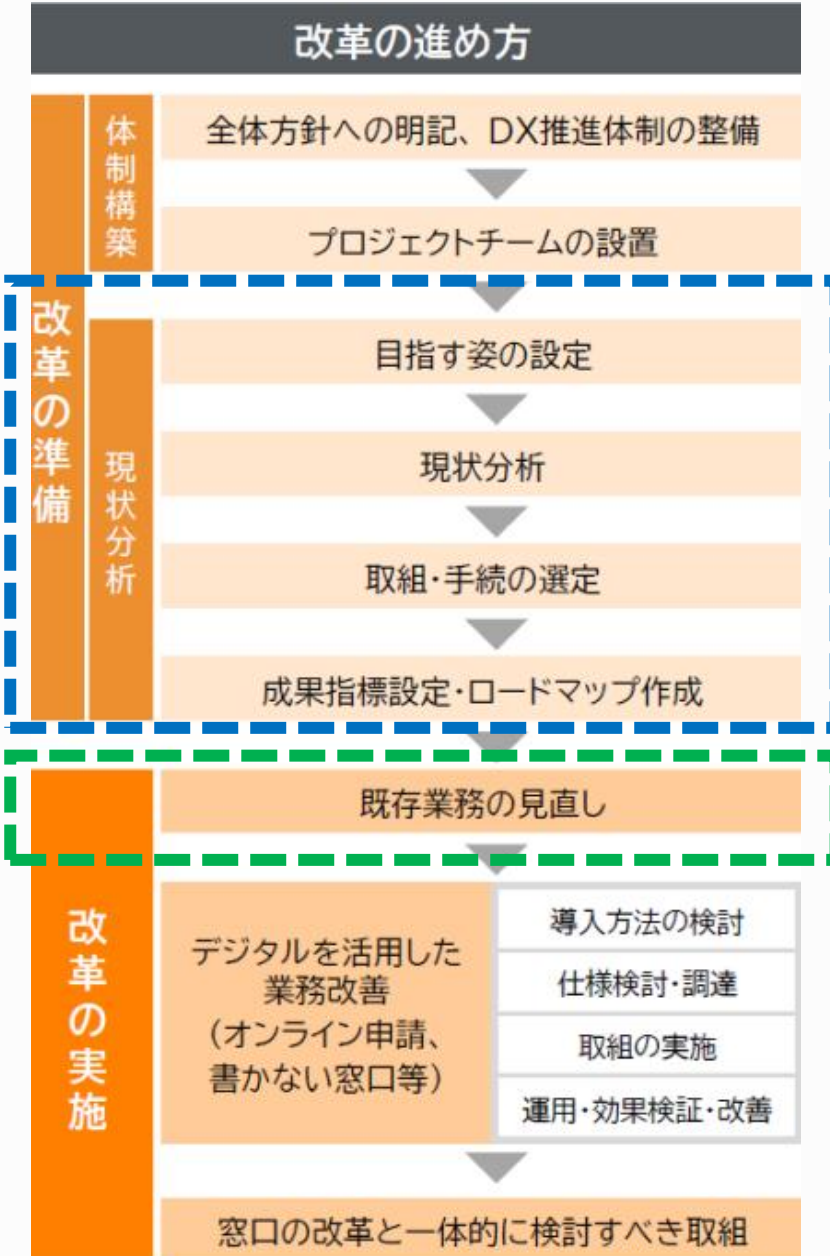 改革の進め方
改革の準備
体制構築
全体方針への明記、DX推進体制の整備
プロジェクトチームの設置
現状分析
目指す姿の設定
現状分析
取組・手続の選定
成果指標設定・ロードマップ作成
改革の実施
既存業務の見直し
デジタルを活用した
業務改善
（オンライン申請、
書かない窓口等）
導入方法の検討
仕様検討・調達
取組の実施
運用・効果検証・改善
窓口の改革と一体的に検討すべき取組